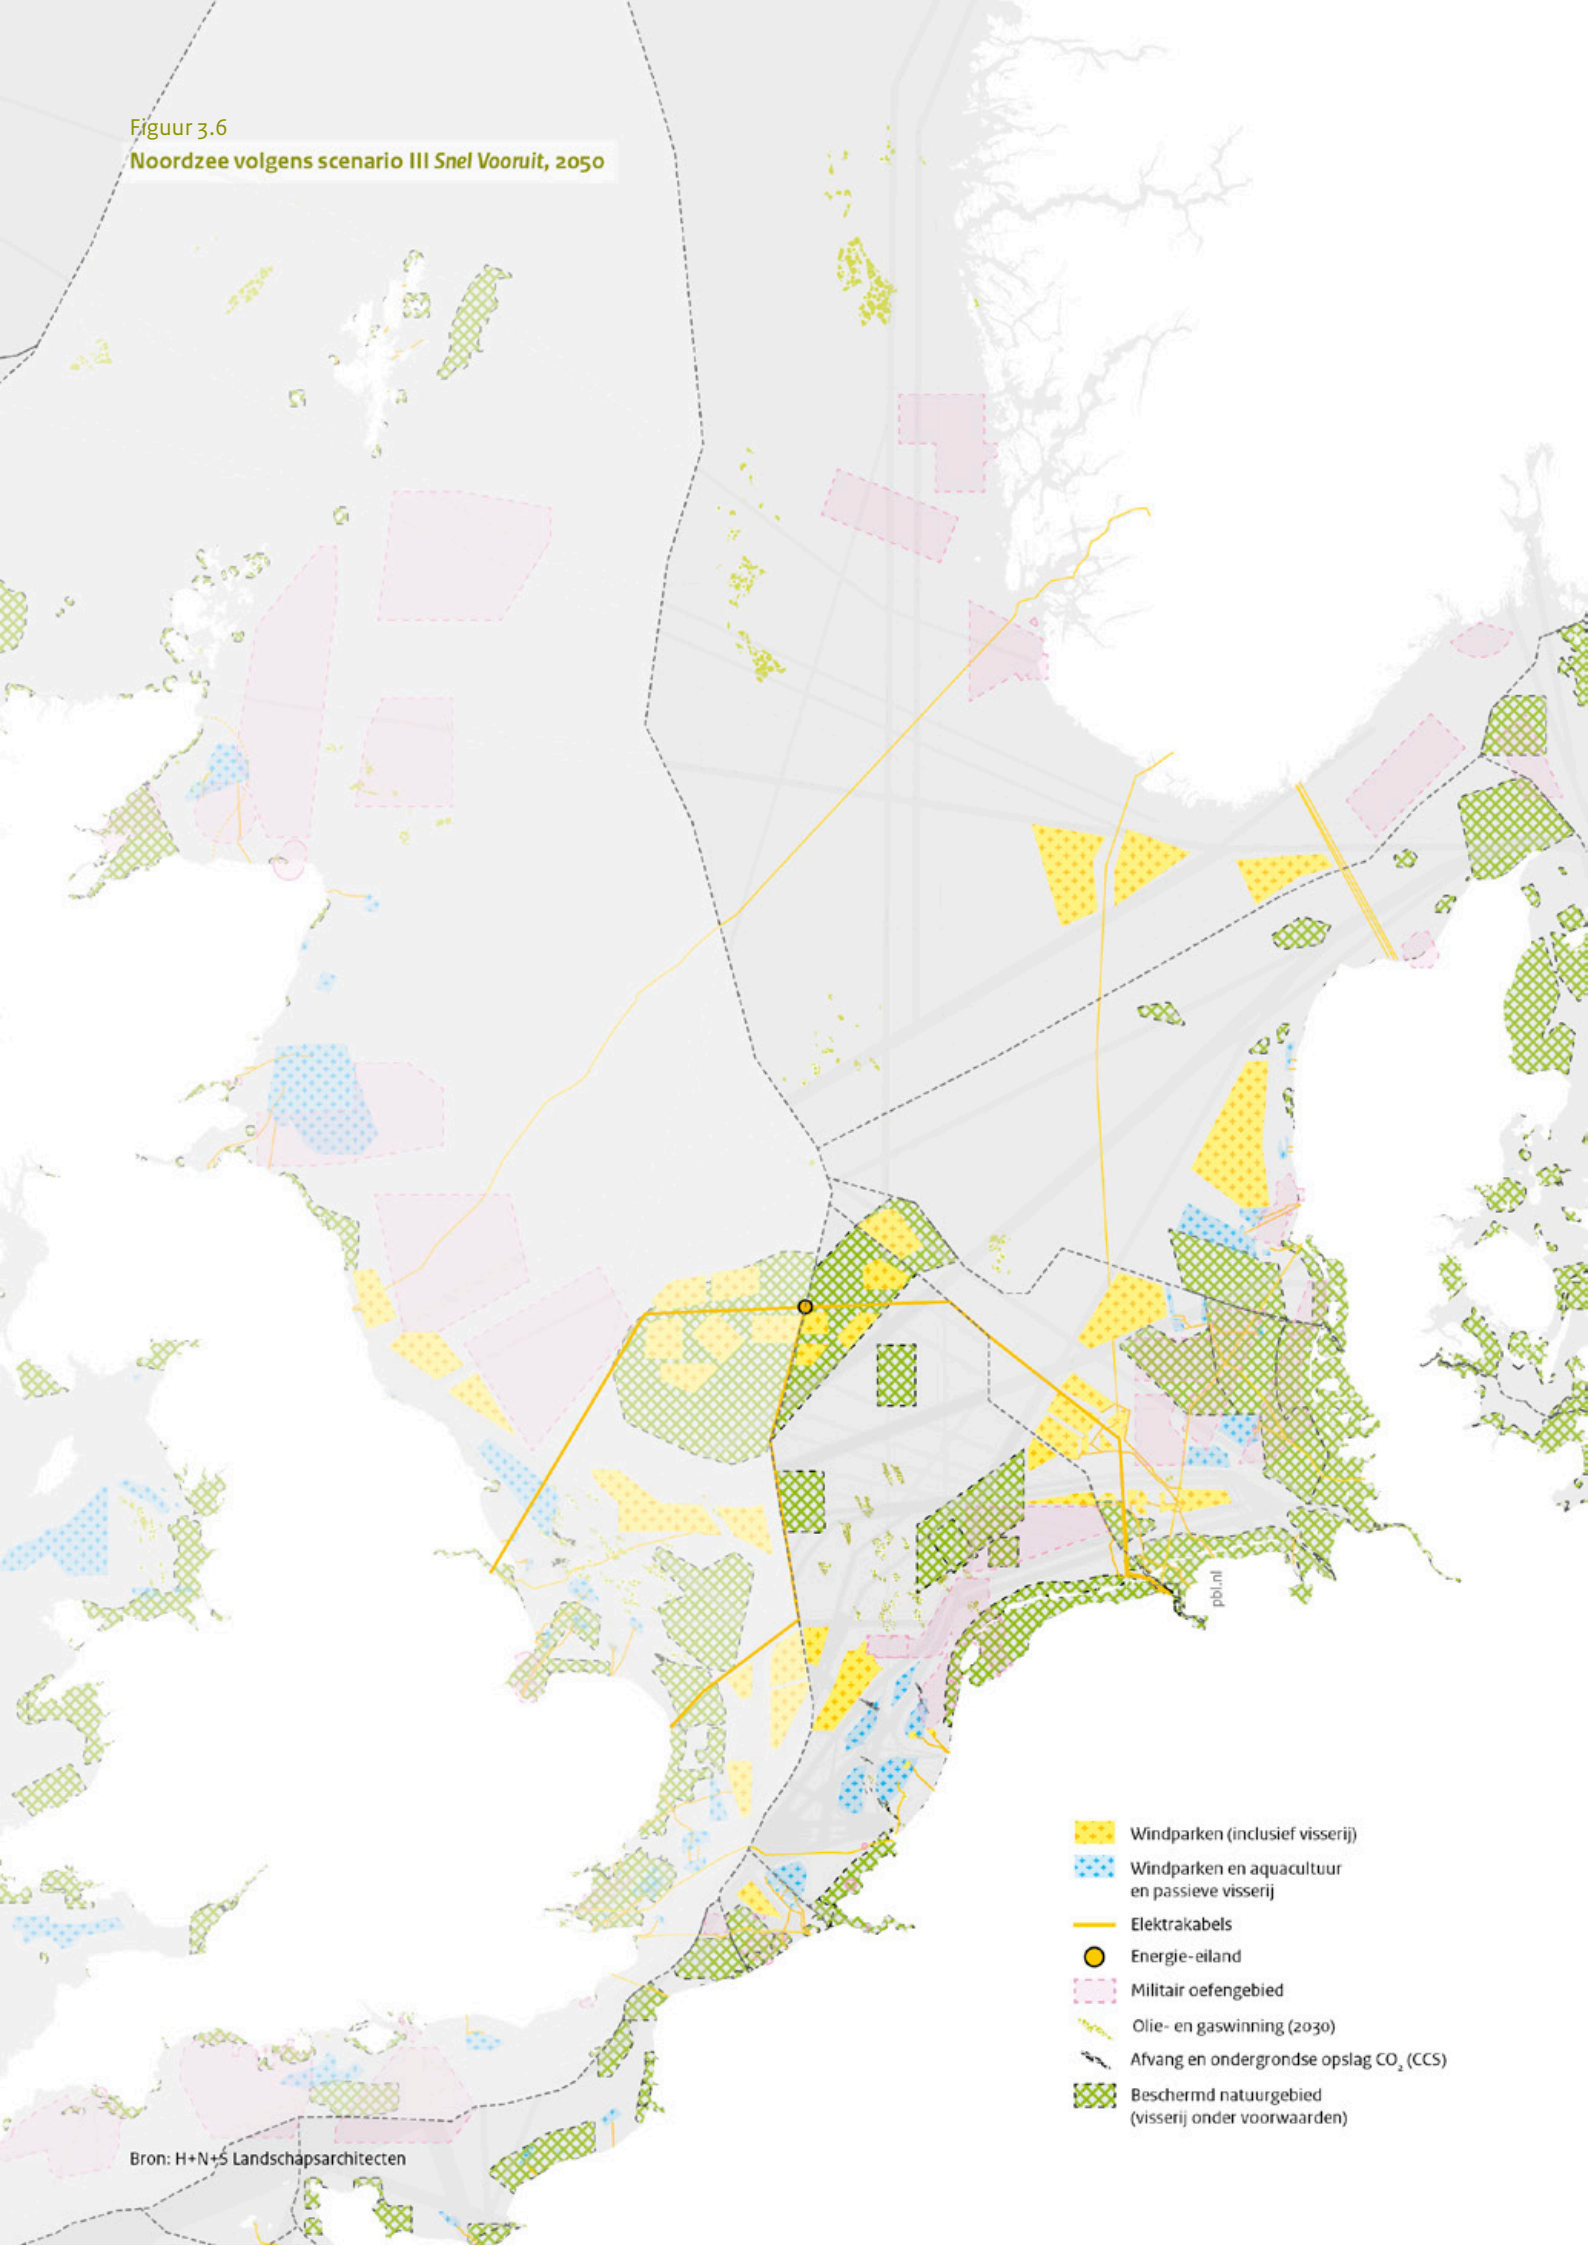 Figuur 3.6
Noordzee volgens scenario III Snel Vooruit, 2050
pbl.nl
Windparken (inclusief visserij)
Windparken en aquacultuur
en passieve visserij
Elektrakabels
Energie-eiland
Militair oefengebied
Olie- en gaswinning (2030)
Afvang en ondergrondse opslag CO₂ (CCS)
Beschermd natuurgebied
(visserij onder voorwaarden)
Bron: H+N+S Landschapsarchitecten